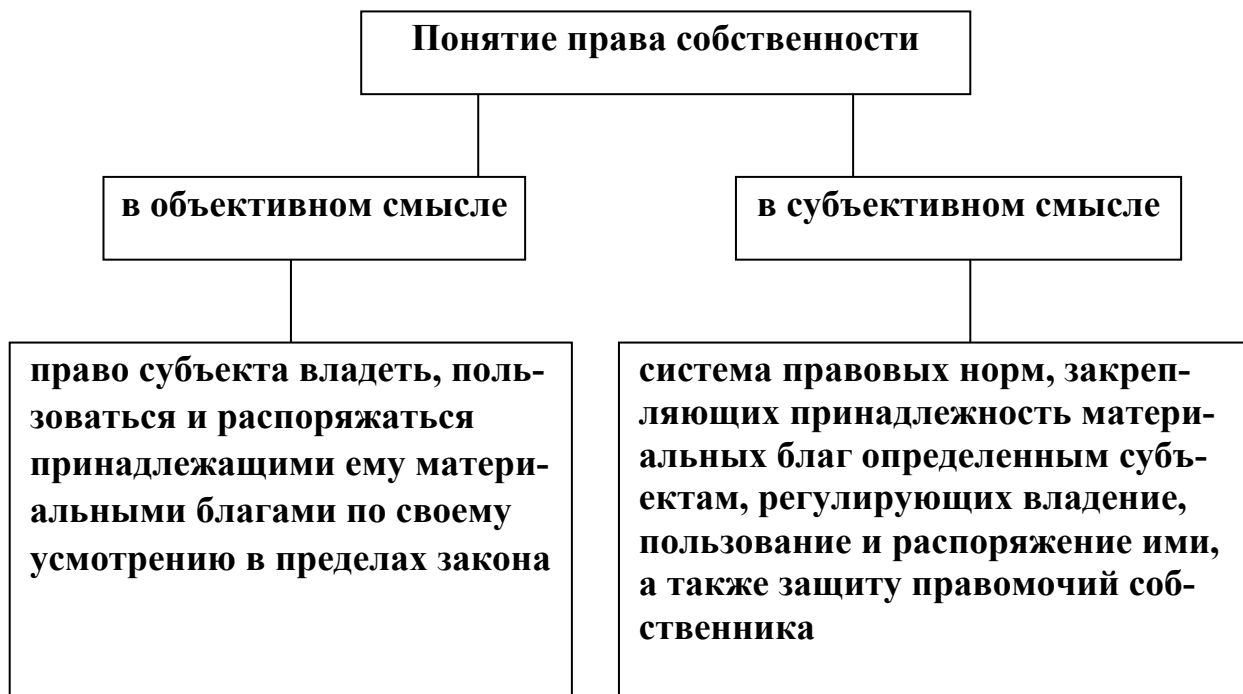 Понятие права собственности
в объективном смысле
в субъективном смысле
право субъекта владеть, поль-
зоваться и распоряжаться
принадлежащими ему матери-
альными благами по своему
усмотрению в пределах закона
система правовых норм, закреп-
ляющих принадлежность матери-
альных благ определенным субъ-
ектам, регулирующих владение,
пользование и распоряжение ими,
а также защиту правомочий соб-
ственника